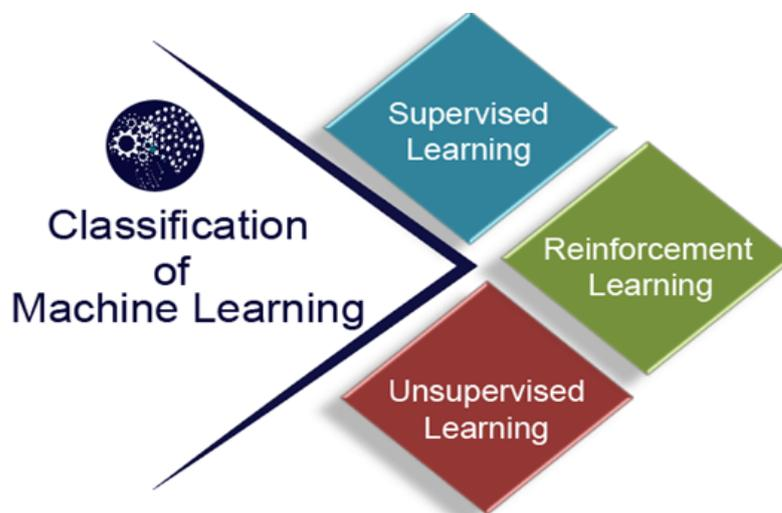 Classification
of
Machine Learning
Supervised
Learning
Reinforcement
Learning
Unsupervised
Learning